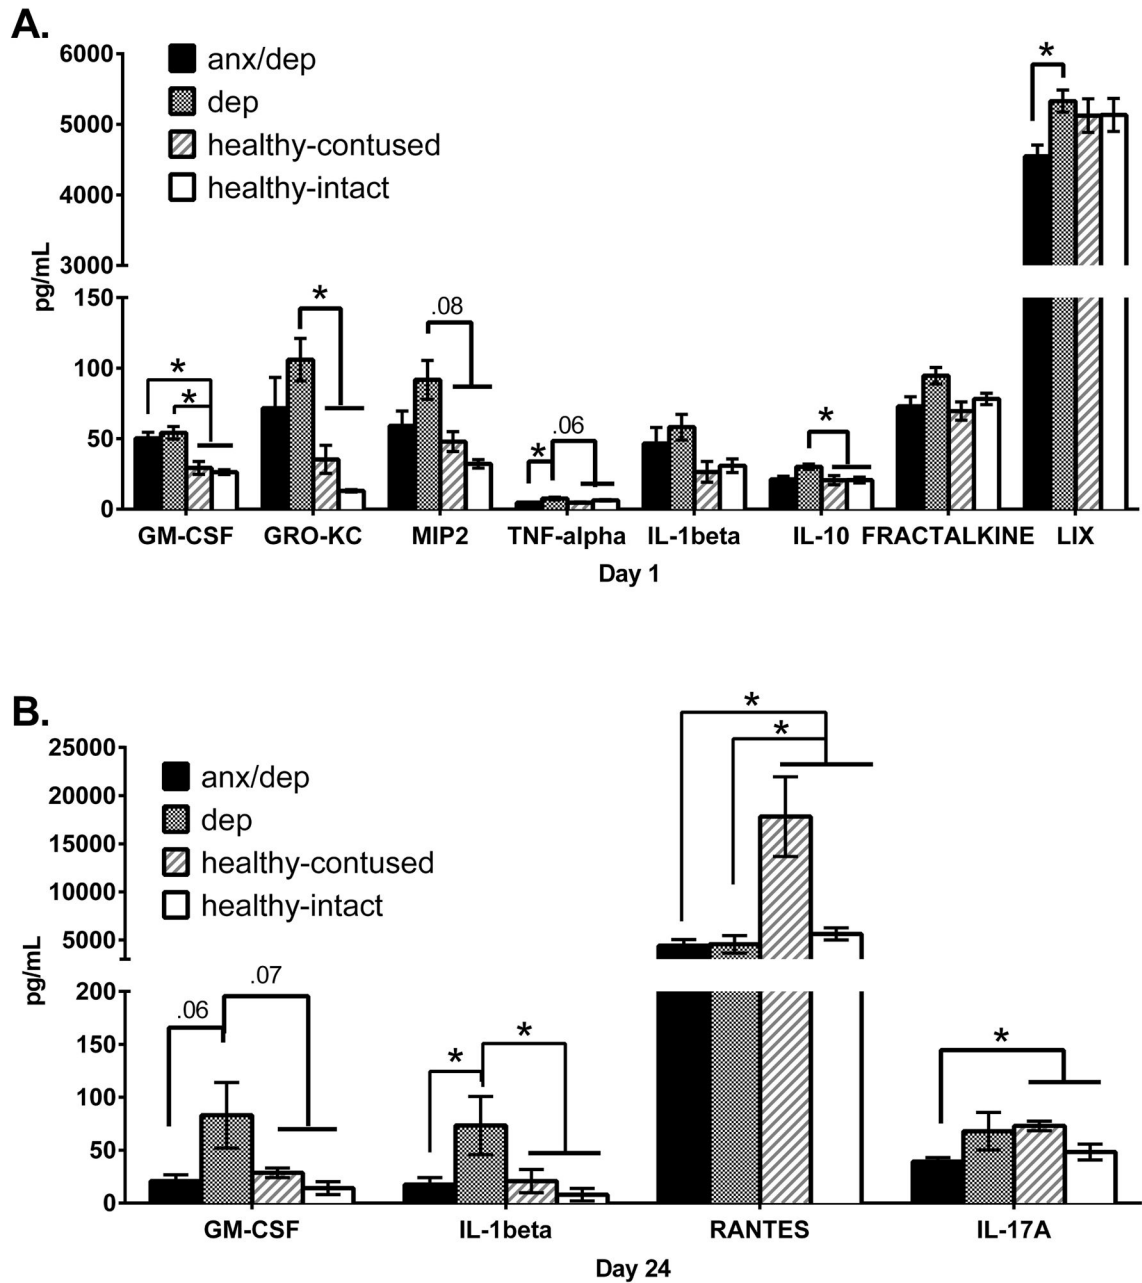 A.
6000
5000
4000
3000
150
100
50
0
pg/mL
anx/dep
dep
healthy-contused
healthy-intact
*
*
*
.08
*
.06
*
*
GM-CSF GRO-KC MIP2 TNF-alpha IL-1beta IL-10 FRACTALKINE LIX
Day 1
B.
25000
20000
15000
10000
5000
200
150
100
50
0
pg/mL
anx/dep
dep
healthy-contused
healthy-intact
.06
.07
*
*
*
*
*
GM-CSF IL-1beta RANTES IL-17A
Day 24